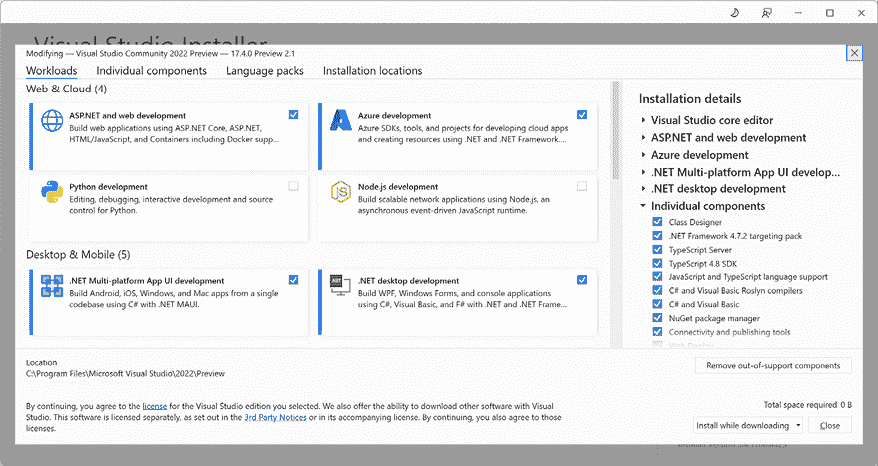 Visual Studio Installer
Modifying — Visual Studio Community 2022 Preview — 17.4.0 Preview 2.1
Workloads
Individual components
Language packs
Installation locations
Web & Cloud (4)
ASP.NET and web development
Build web applications using ASP.NET Core, ASP.NET,
HTML/JavaScript, and Containers including Docker supp...
Azure development
Azure SDKs, tools, and projects for developing cloud apps
and creating resources using .NET and .NET Framework....
Python development
Editing, debugging, interactive development and source
control for Python.
Node.js development
Build scalable network applications using Node.js, an
asynchronous event-driven JavaScript runtime.
Desktop & Mobile (5)
.NET Multi-platform App UI development
Build Android, iOS, Windows, and Mac apps from a single
codebase using C# with .NET MAUI.
.NET desktop development
Build WPF, Windows Forms, and console applications
using C#, Visual Basic, and F# with .NET and .NET Frame...
Installation details
Visual Studio core editor
ASP.NET and web development
Azure development
.NET Multi-platform App UI develop...
.NET desktop development
Individual components
Class Designer
.NET Framework 4.7.2 targeting pack
TypeScript Server
TypeScript 4.8 SDK
JavaScript and TypeScript language support
C# and Visual Basic Roslyn compilers
C# and Visual Basic
NuGet package manager
Connectivity and publishing tools
Web Deploy
Location
C:\Program Files\Microsoft Visual Studio\2022\Preview
Remove out-of-support components
By continuing, you agree to the license for the Visual Studio edition you selected. We also offer the ability to download other software with Visual
Studio. This software is licensed separately, as set out in the 3rd Party Notices or in its accompanying license. By continuing, you also agree to those
licenses.
Total space required 0 B
Install while downloading
Close